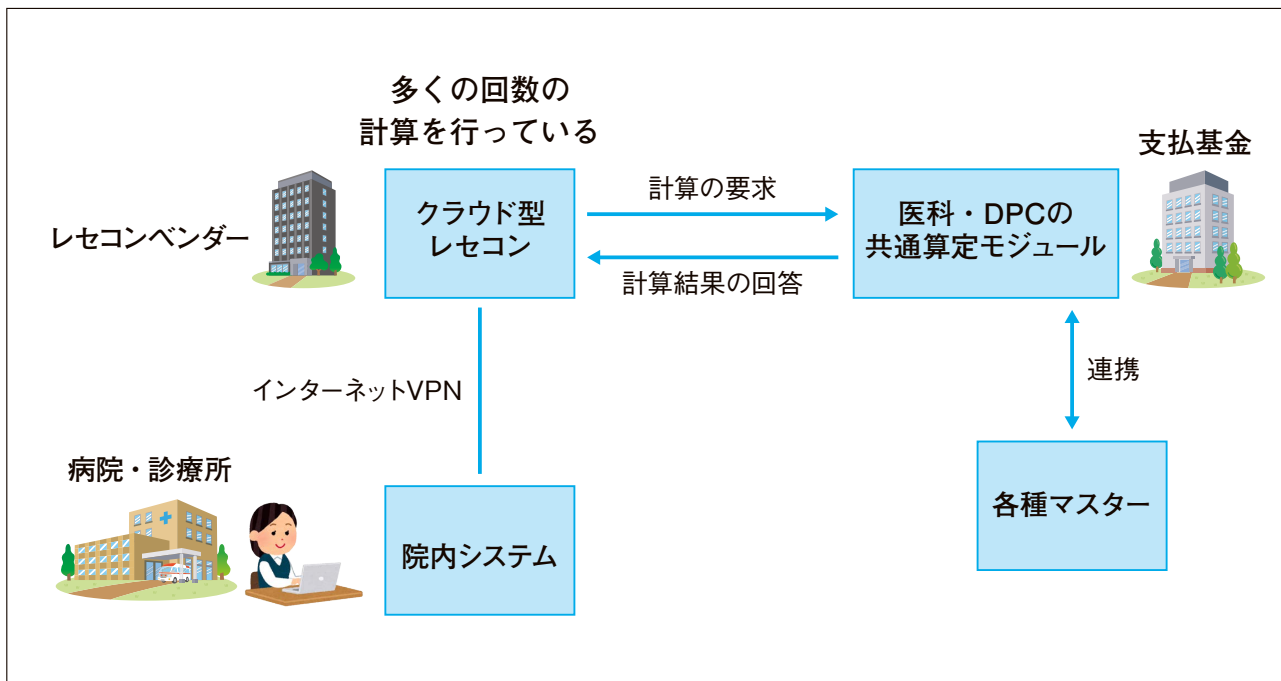 多くの回数の
計算を行っている
支払基金
レセコンベンダー
クラウド型
レセコン
計算の要求
計算結果の回答
医科・DPCの
共通算定モジュール
インターネットVPN
連携
病院・診療所
院内システム
各種マスター